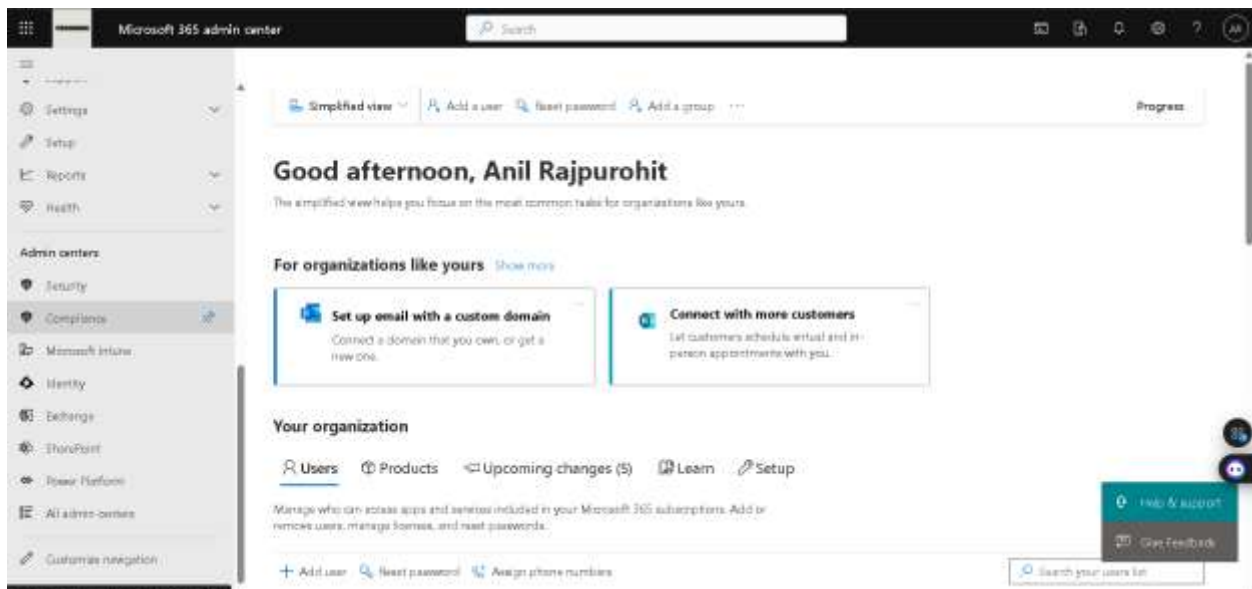 Microsoft 365 admin center
Search
Settings
Setup
Reports
Health
Admin centers
Security
Compliance
Microsoft Intune
Identity
Exchange
SharePoint
Power Platform
All admin centers
Customize navigation
Simplified view
Add a user
Reset password
Add a group
Progress
Good afternoon, Anil Rajpurohit
The simplified view helps you focus on the most common tasks for organizations like yours.
For organizations like yours Show more
Set up email with a custom domain
Connect a domain that you own, or get a
new one.
Connect with more customers
Let customers schedule virtual and in-
person appointments with you.
Your organization
Users
Products
Upcoming changes (5)
Learn
Setup
Manage who can access apps and services included in your Microsoft 365 subscriptions. Add or
remove users, manage licenses, and reset passwords.
Add user
Reset password
Assign phone numbers
Search your users list
Help & support
Give Feedback